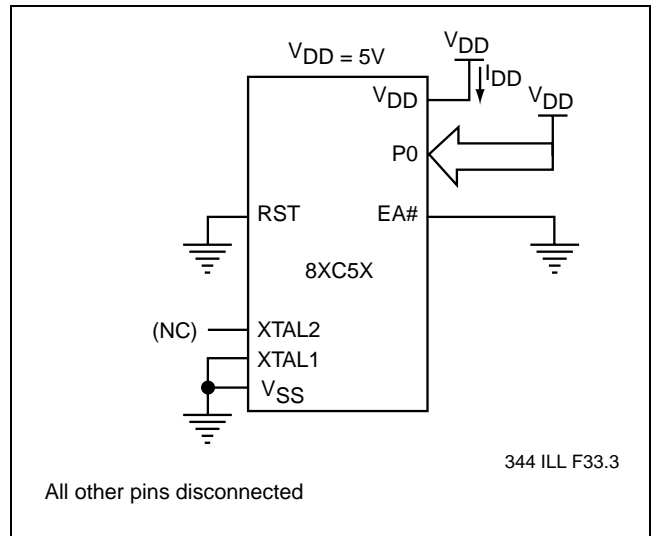 VDD = 5V
VDD
IDD
VDD
VDD
P0
RST
EA#
8XC5X
(NC)
XTAL2
XTAL1
VSS
344 ILL F33.3
All other pins disconnected